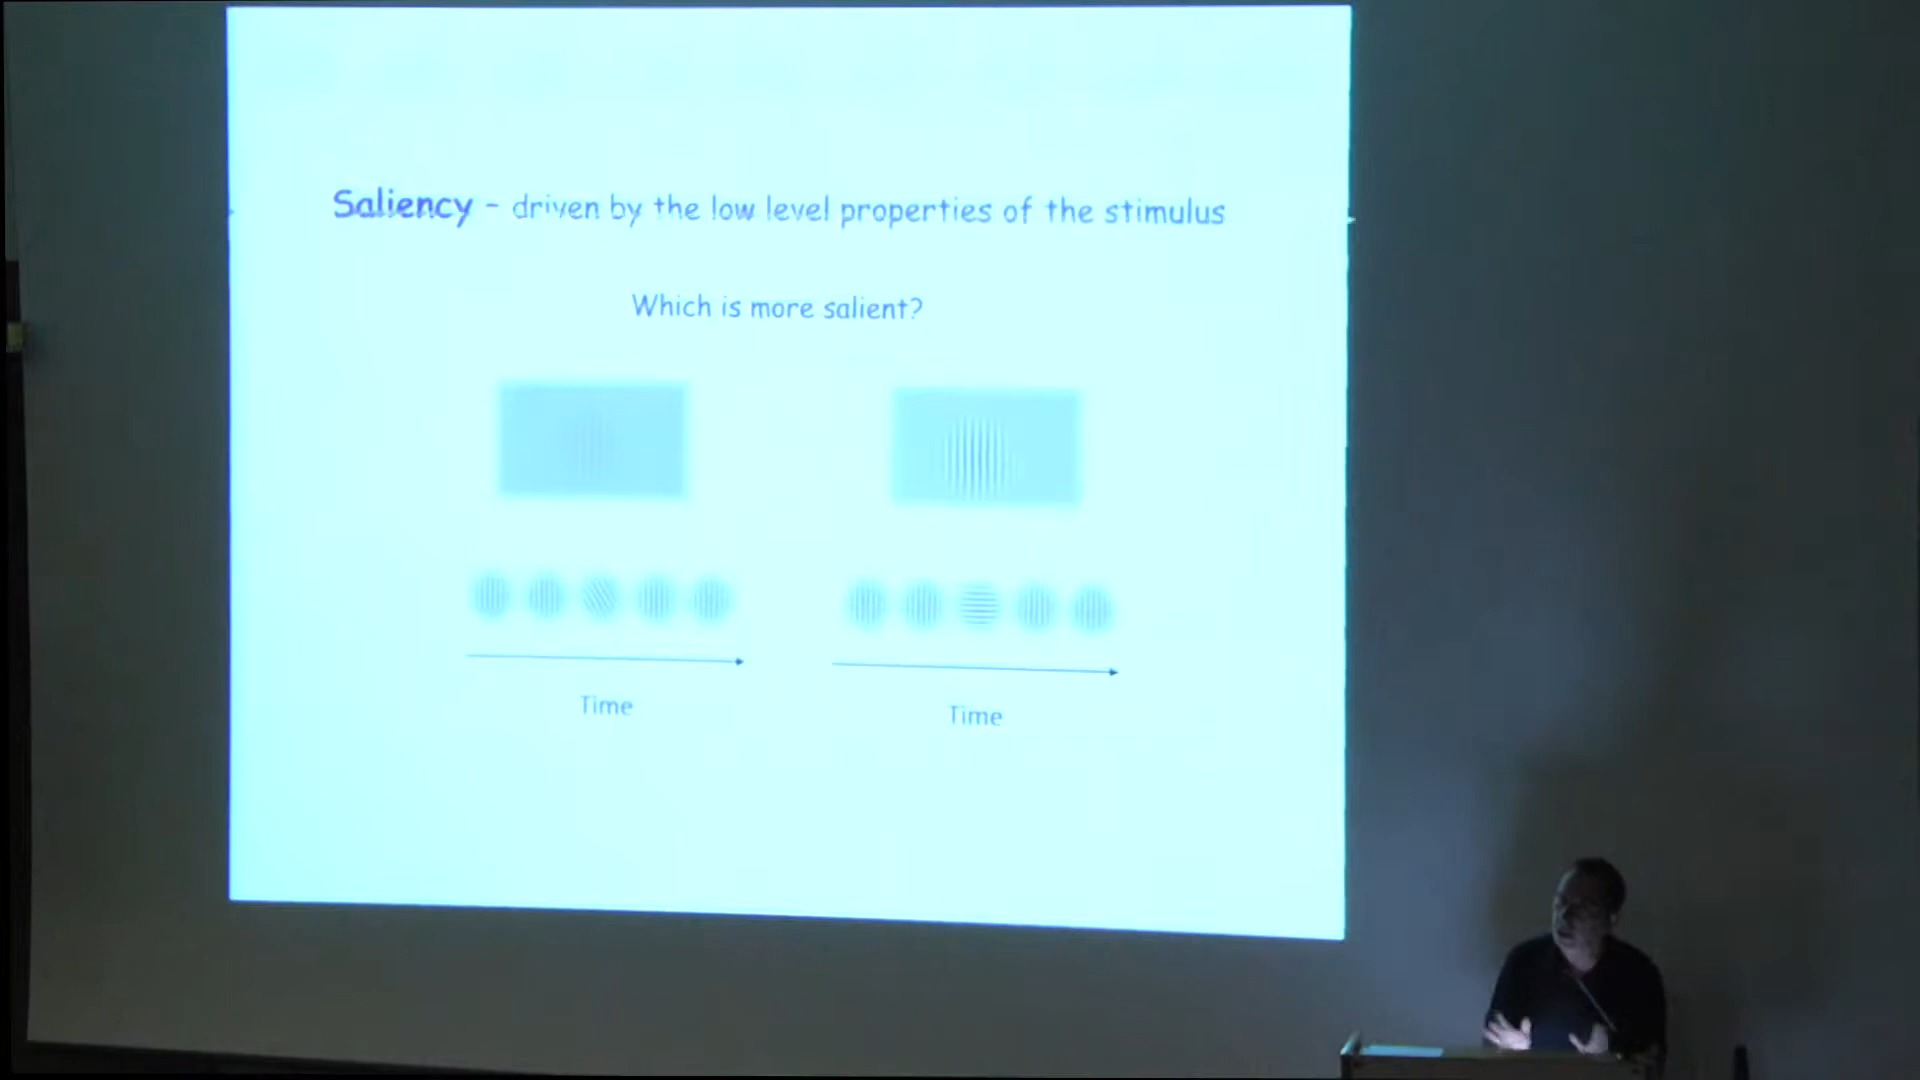 Saliency - driven by the low level properties of the stimulus
Which is more salient?
Time
Time